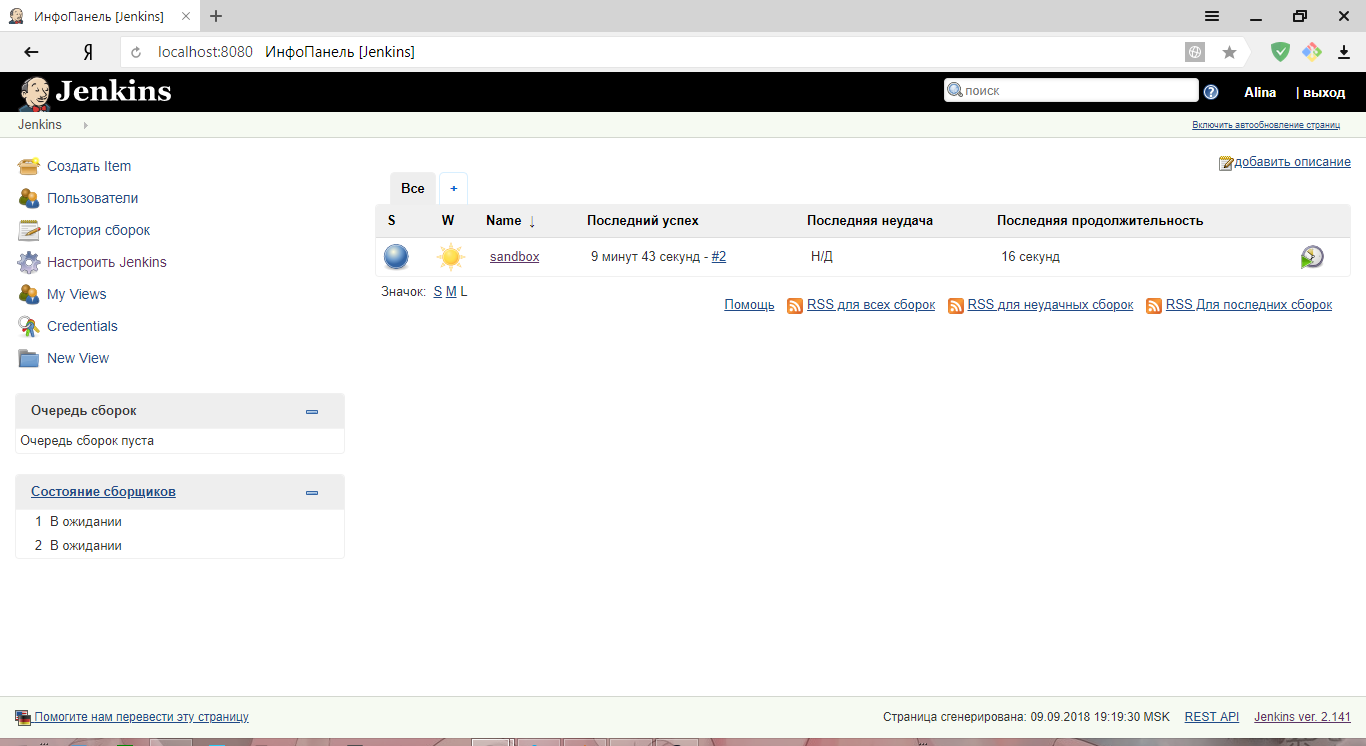 ИнфоПанель [Jenkins]
localhost:8080 ИнфоПанель [Jenkins]
Jenkins
поиск
Alina
| выход
Jenkins
Включить автообновление страниц
Создать Item
Пользователи
История сборок
Настроить Jenkins
My Views
Credentials
New View
Очередь сборок
Очередь сборок пуста
Состояние сборщиков
1 В ожидании
2 В ожидании
добавить описание
Все +
S W Name ↓ Последний успех Последняя неудача Последняя продолжительность
sandbox 9 минут 43 секунд - #2 Н/Д 16 секунд
Значок: S M L
Помощь RSS для всех сборок RSS для неудачных сборок RSS Для последних сборок
Помогите нам перевести эту страницу
Страница сгенерирована: 09.09.2018 19:19:30 MSK REST API Jenkins ver. 2.141